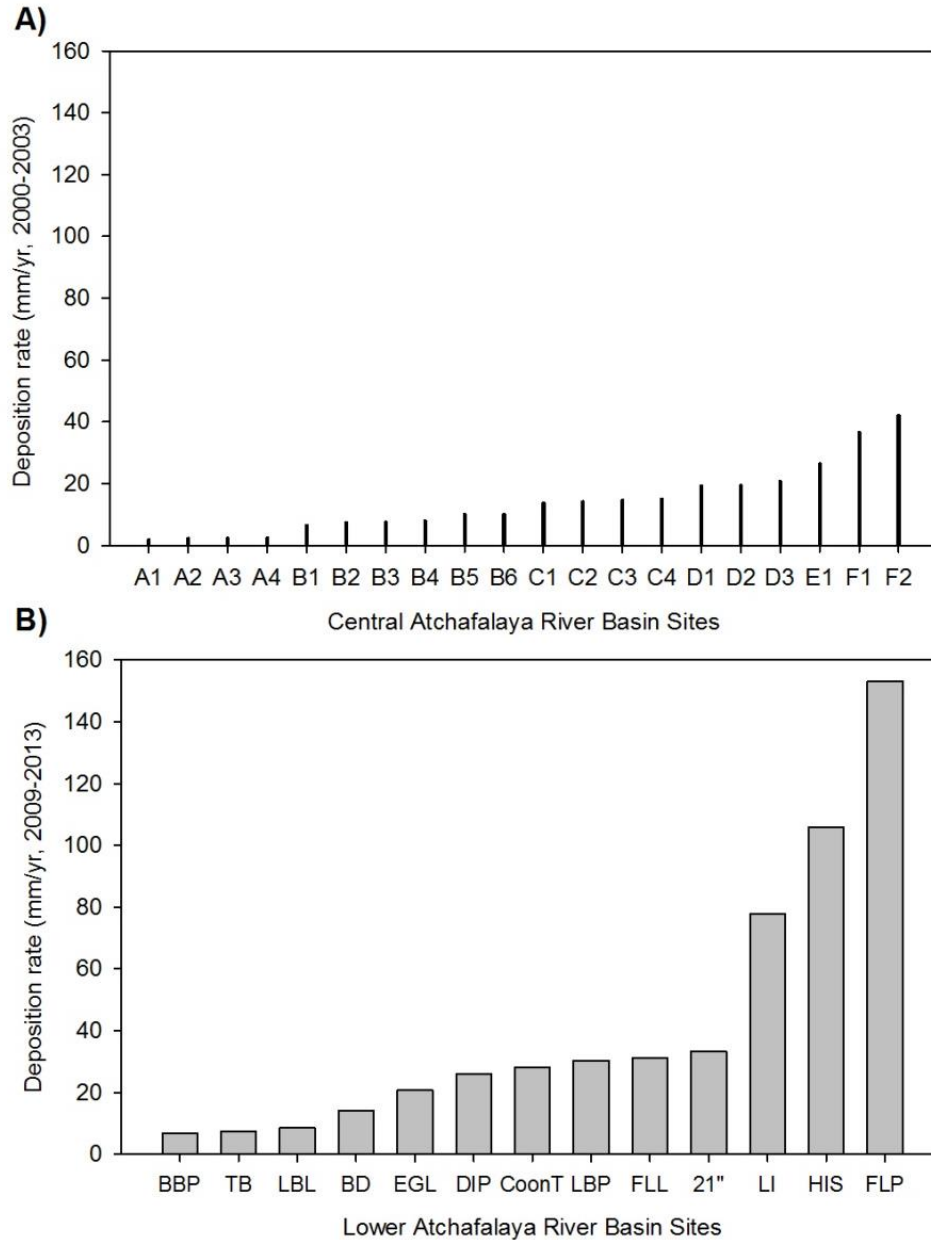 A)
Deposition rate (mm/yr, 2000-2003)
160
140
120
100
80
60
40
20
0
A1 A2 A3 A4 B1 B2 B3 B4 B5 B6 C1 C2 C3 C4 D1 D2 D3 E1 F1 F2
Central Atchafalaya River Basin Sites
B)
Deposition rate (mm/yr, 2009-2013)
160
140
120
100
80
60
40
20
0
BBP TB LBL BD EGL DIP CoonT LBP FLL 21" LI HIS FLP
Lower Atchafalaya River Basin Sites